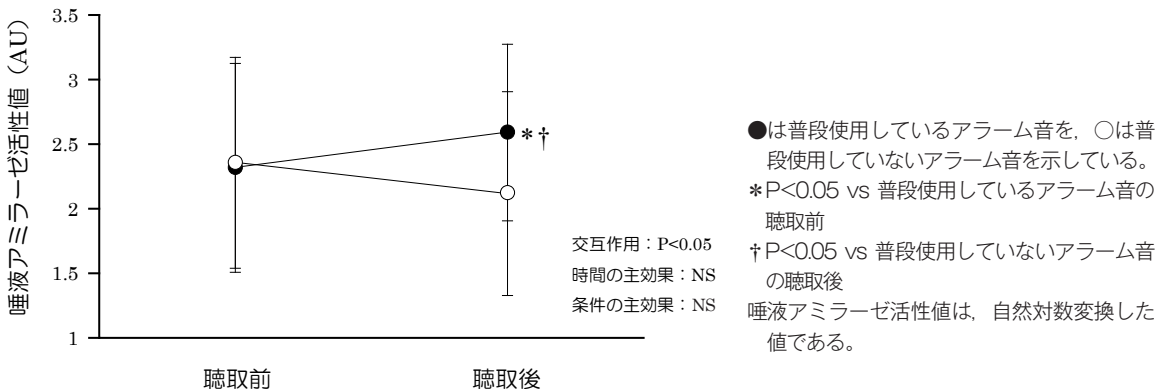 唾液アミラーゼ活性値（AU）
3.5
3
2.5
2
1.5
1
*†
交互作用：P<0.05
時間の主効果：NS
条件の主効果：NS
聴取前
聴取後
●は普段使用しているアラーム音を，○は普
段使用していないアラーム音を示している。
*P<0.05 vs 普段使用しているアラーム音の
聴取前
†P<0.05 vs 普段使用していないアラーム音
の聴取後
唾液アミラーゼ活性値は，自然対数変換した
値である。